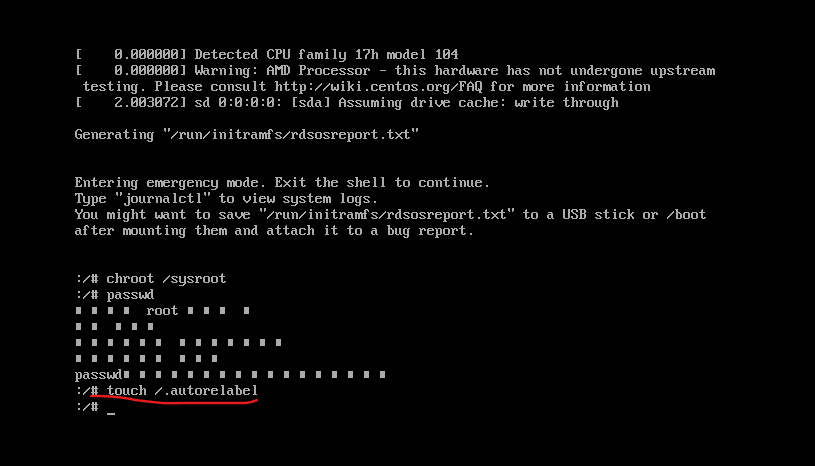 [    0.000000] Detected CPU family 17h model 104
[    0.000000] Warning: AMD Processor - this hardware has not undergone upstream
 testing. Please consult http://wiki.centos.org/FAQ for more information
[    2.003072] sd 0:0:0:0: [sda] Assuming drive cache: write through
Generating "/run/initramfs/rdsosreport.txt"
Entering emergency mode. Exit the shell to continue.
Type "journalctl" to view system logs.
You might want to save "/run/initramfs/rdsosreport.txt" to a USB stick or /boot
after mounting them and attach it to a bug report.
:/# chroot /sysroot
:/# passwd
■ ■ ■ ■  root ■ ■ ■  ■
■ ■  ■ ■ ■
■ ■ ■ ■ ■ ■  ■ ■ ■ ■ ■ ■ ■
■ ■ ■ ■ ■ ■  ■ ■ ■
passwd■ ■ ■ ■ ■ ■ ■ ■ ■ ■ ■ ■ ■ ■ ■ ■ ■
:/# touch /.autorelabel
:/# _